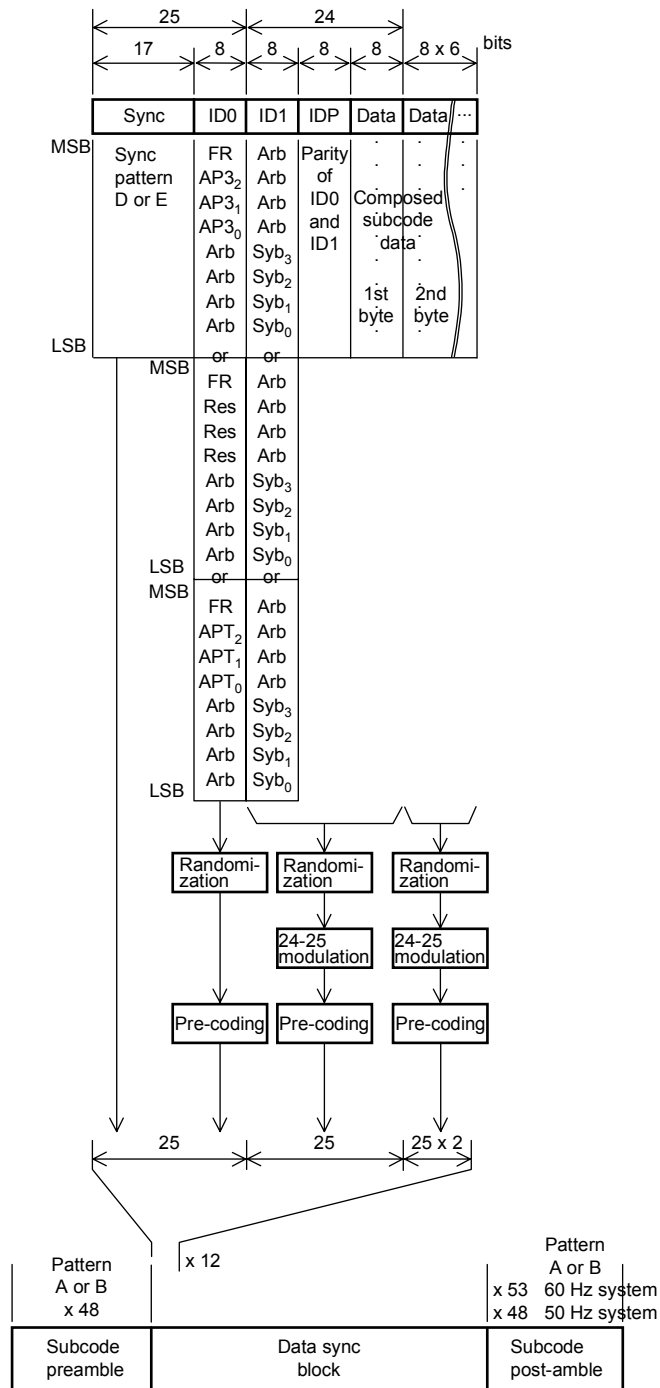 25 24
17 8 8 8 8 8 x 6 bits
Sync ID0 ID1 IDP Data Data ...
MSB Sync FR Arb Parity
pattern AP3₂ Arb of
D or E AP3₁ Arb ID0 Composed
AP3₀ Arb and subcode
Arb Syb₃ ID1 data
Arb Syb₂
Arb Syb₁ 1st 2nd
Arb Syb₀ byte byte
LSB or or
MSB
FR Arb
Res Arb
Res Arb
Res Arb
Arb Syb₃
Arb Syb₂
Arb Syb₁
Arb Syb₀
LSB or or
MSB
FR Arb
APT₂ Arb
APT₁ Arb
APT₀ Arb
Arb Syb₃
Arb Syb₂
Arb Syb₁
Arb Syb₀
LSB
Randomi- Randomi- Randomi-
zation zation zation
24-25 24-25
modulation modulation
Pre-coding Pre-coding Pre-coding
25 25 25 x 2
x 12
Pattern Pattern
A or B A or B
x 48 x 53 60 Hz system
x 48 50 Hz system
Subcode Data sync Subcode
preamble block post-amble